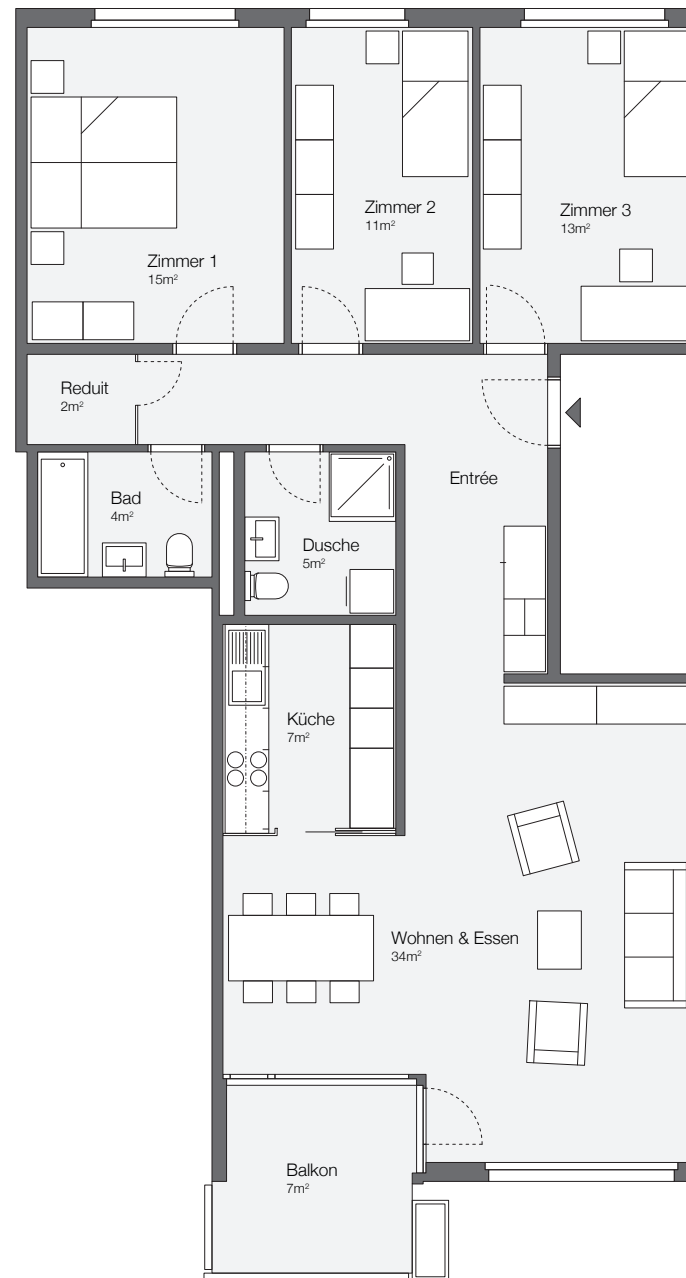 Zimmer 1
15m²
Zimmer 2
11m²
Zimmer 3
13m²
Reduit
2m²
Bad
4m²
Dusche
5m²
Entrée
Küche
7m²
Wohnen & Essen
34m²
Balkon
7m²